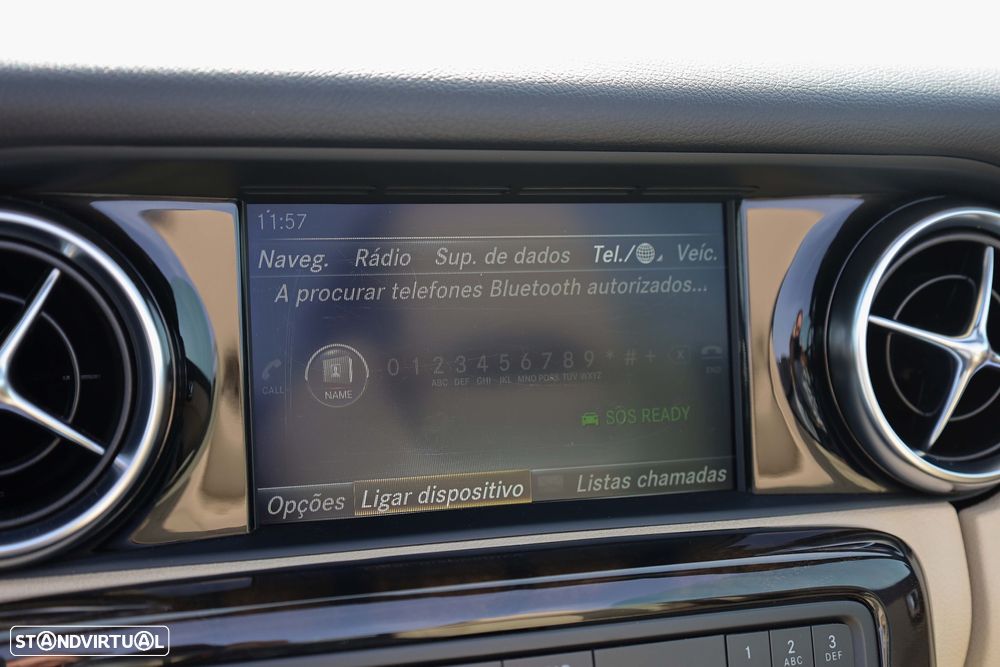 11:57
Naveg. Rádio Sup. de dados Tel./ Veíc.
A procurar telefones Bluetooth autorizados...
CALL NAME 0 1 2 3 4 5 6 7 8 9 * # + END
ABC DEF GHI JKL MNO PQRS TUV WXYZ
SOS READY
Opções Ligar dispositivo Listas chamadas
1 2 ABC 3 DEF
STANDVIRTUAL